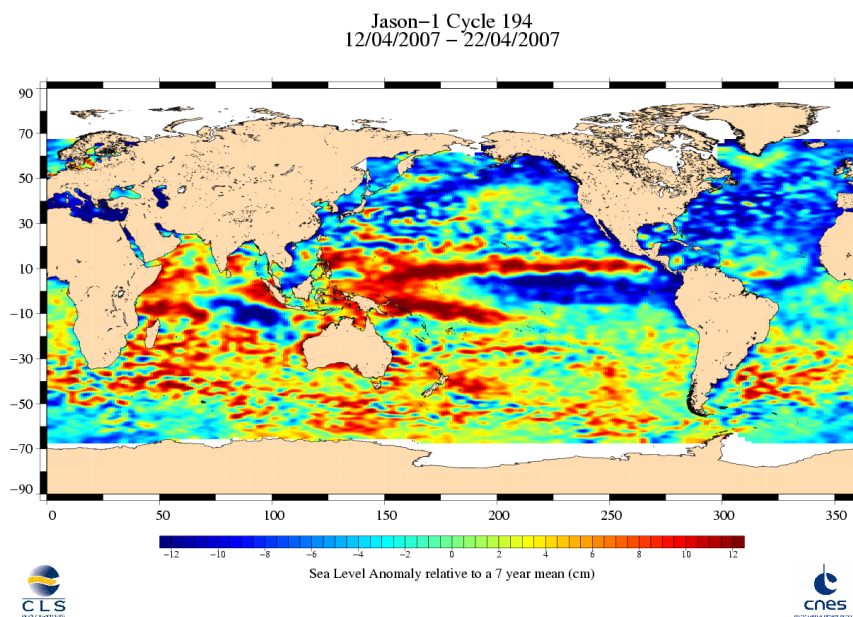 Jason-1 Cycle 194
12/04/2007 - 22/04/2007
90
70
50
30
10
-10
-30
-50
-70
-90
0 50 100 150 200 250 300 350
-12 -10 -8 -6 -4 -2 0 2 4 6 8 10 12
Sea Level Anomaly relative to a 7 year mean (cm)
CLS
cnes